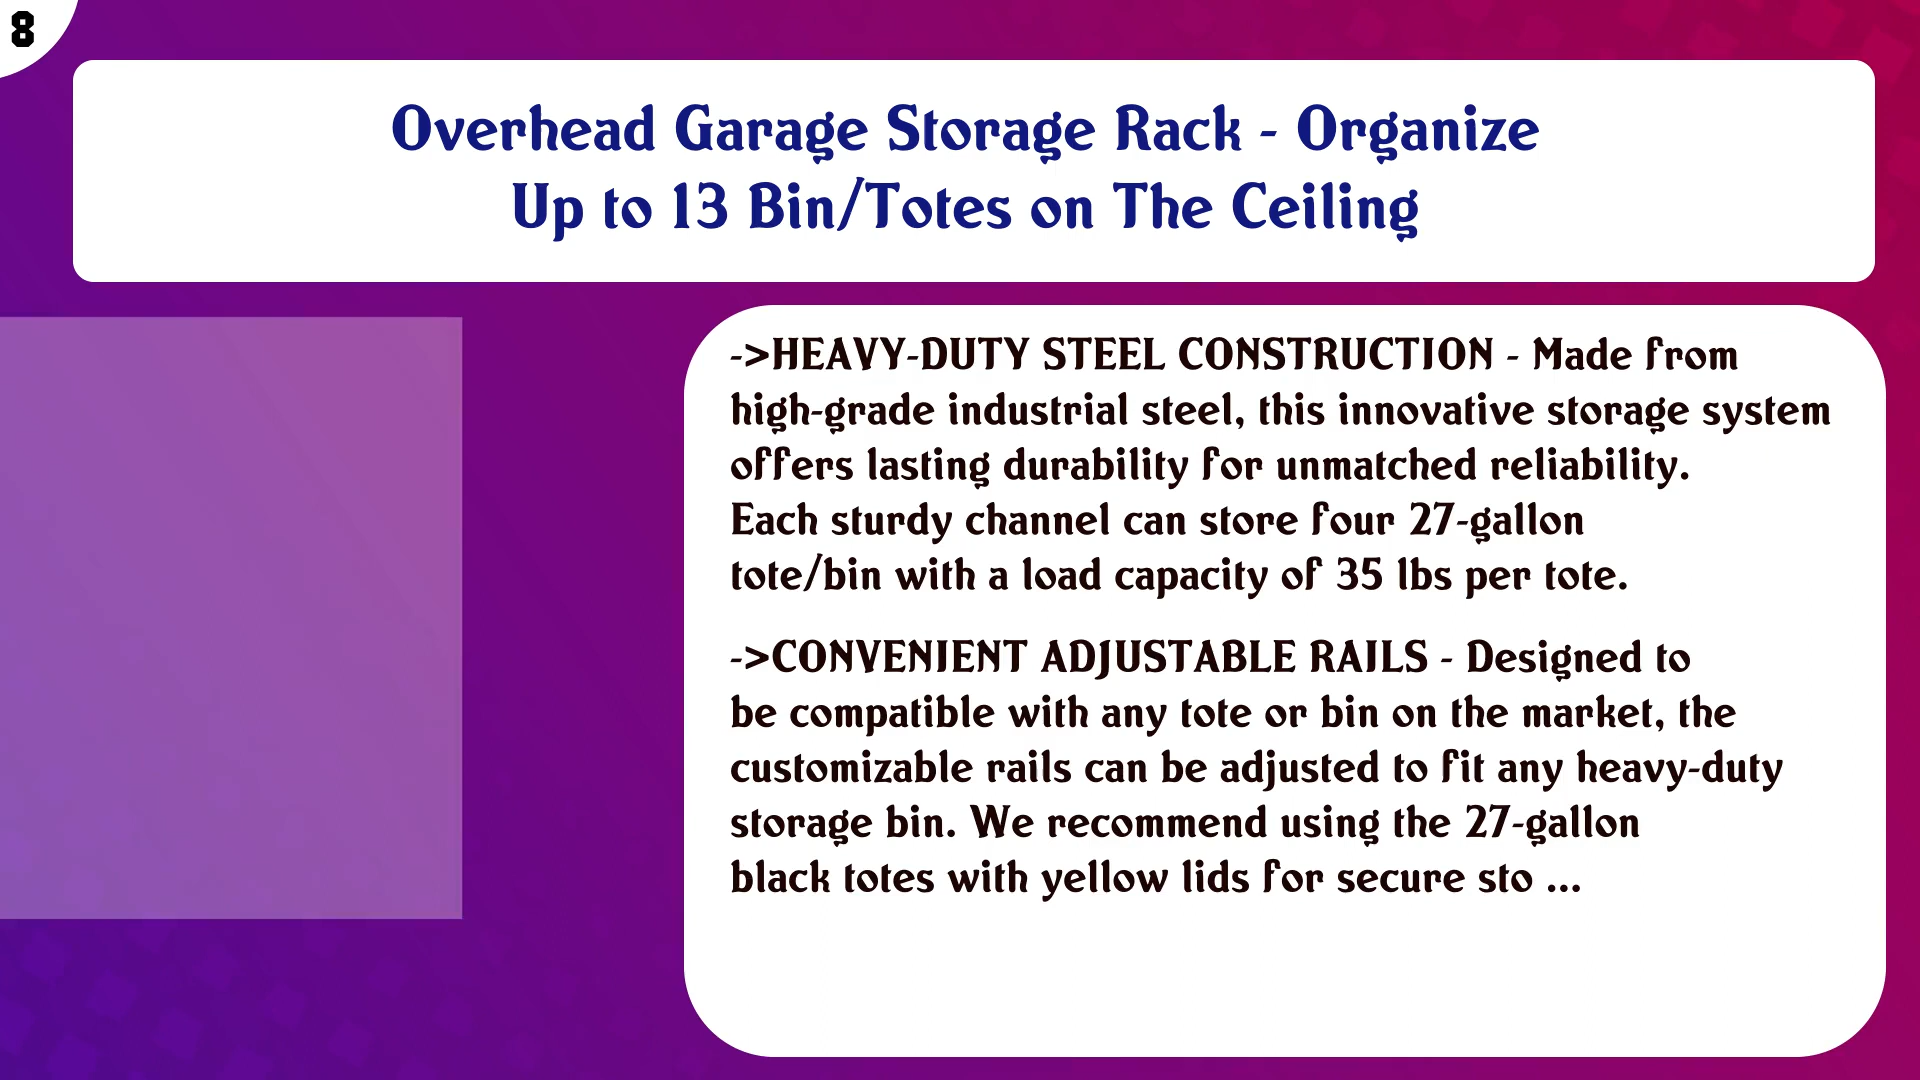 8
Overhead Garage Storage Rack - Organize
Up to 13 Bin/Totes on The Ceiling
->HEAVY-DUTY STEEL CONSTRUCTION - Made from
high-grade industrial steel, this innovative storage system
offers lasting durability for unmatched reliability.
Each sturdy channel can store four 27-gallon
tote/bin with a load capacity of 35 lbs per tote.
->CONVENIENT ADJUSTABLE RAILS - Designed to
be compatible with any tote or bin on the market, the
customizable rails can be adjusted to fit any heavy-duty
storage bin. We recommend using the 27-gallon
black totes with yellow lids for secure sto ...